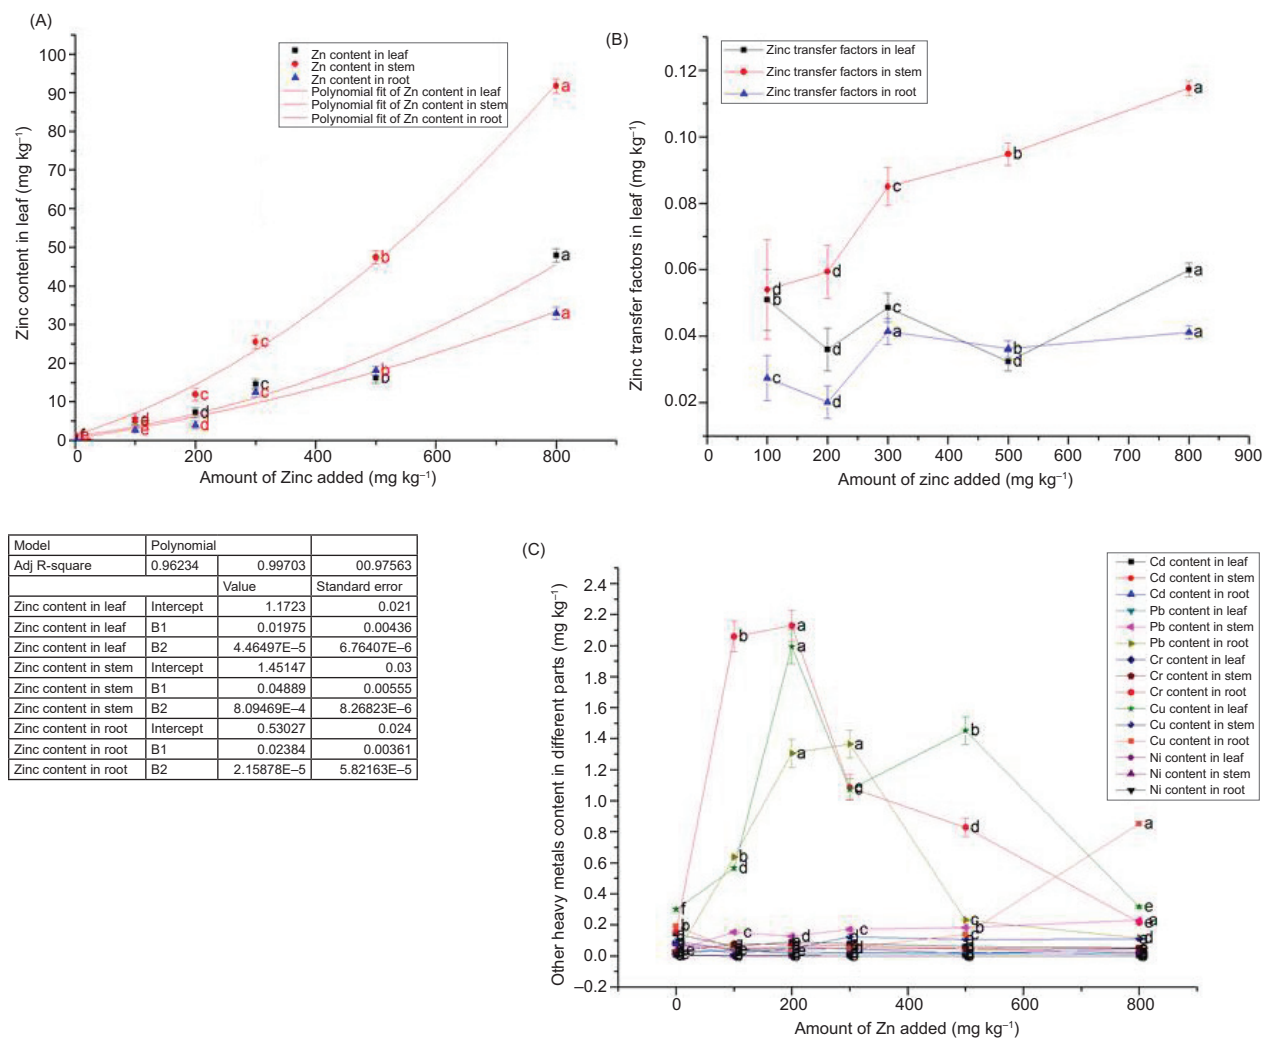 (A)
Zinc content in leaf (mg kg⁻¹)
100
90
80
70
60
50
40
30
20
10
0
Zn content in leaf
Zn content in stem
Zn content in root
Polynomial fit of Zn content in leaf
Polynomial fit of Zn content in stem
Polynomial fit of Zn content in root
a
a
a
b
b
b
c
c
c
c
d
d
d
e
0 200 400 600 800
Amount of Zinc added (mg kg⁻¹)
(B)
Zinc transfer factors in leaf (mg kg⁻¹)
0.12
0.10
0.08
0.06
0.04
0.02
Zinc transfer factors in leaf
Zinc transfer factors in stem
Zinc transfer factors in root
a
b
c
d
d
b
a
c
a
b
d
d
a
c
d
0 100 200 300 400 500 600 700 800 900
Amount of zinc added (mg kg⁻¹)
Model Polynomial
Adj R-square 0.96234 0.99703 00.97563
Value Standard error
Zinc content in leaf Intercept 1.1723 0.021
Zinc content in leaf B1 0.01975 0.00436
Zinc content in leaf B2 4.46497E–5 6.76407E–6
Zinc content in stem Intercept 1.45147 0.03
Zinc content in stem B1 0.04889 0.00555
Zinc content in stem B2 8.09469E–4 8.26823E–6
Zinc content in root Intercept 0.53027 0.024
Zinc content in root B1 0.02384 0.00361
Zinc content in root B2 2.15878E–5 5.82163E–5
(C)
Other heavy metals content in different parts (mg kg⁻¹)
2.4
2.2
2.0
1.8
1.6
1.4
1.2
1.0
0.8
0.6
0.4
0.2
0.0
–0.2
Cd content in leaf
Cd content in stem
Cd content in root
Pb content in leaf
Pb content in stem
Pb content in root
Cr content in leaf
Cr content in stem
Cr content in root
Cu content in leaf
Cu content in stem
Cu content in root
Ni content in leaf
Ni content in stem
Ni content in root
a
b
a
b
a
a
d
a
b
d
f
e
b
c
c
d
c
b
a
e
d
0 200 400 600 800
Amount of Zn added (mg kg⁻¹)